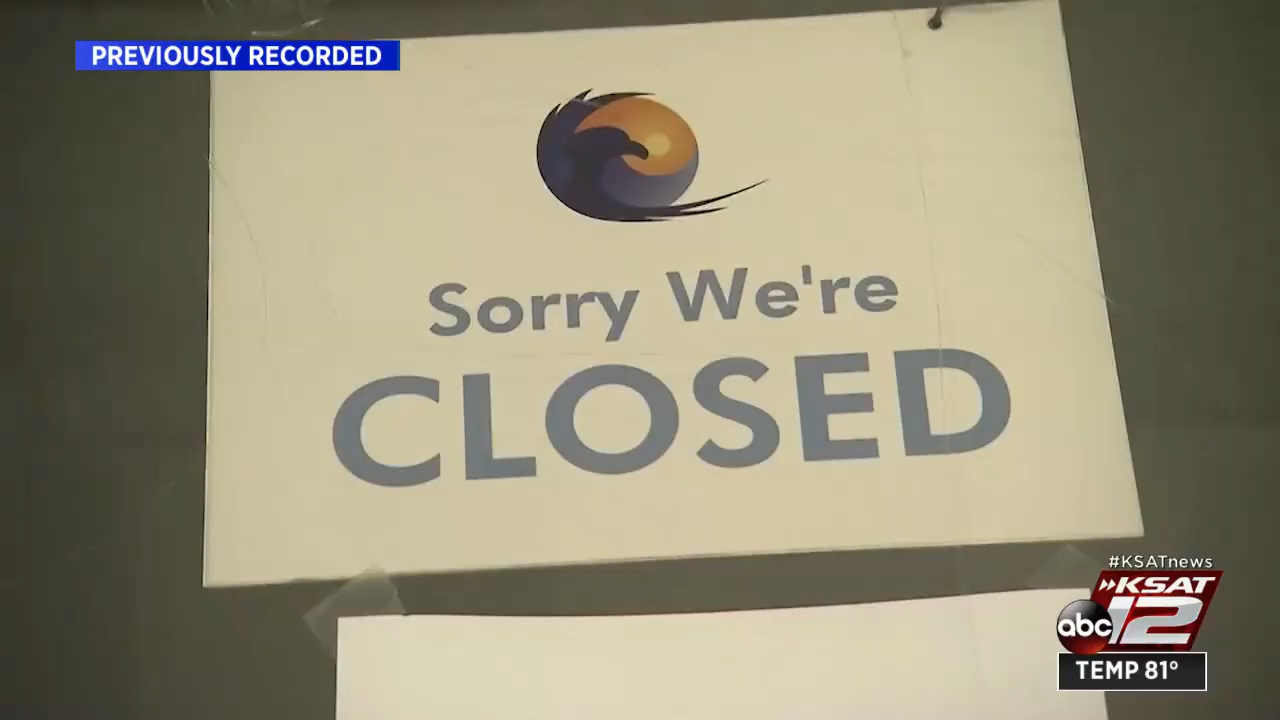 PREVIOUSLY RECORDED
Sorry We're
CLOSED
#KSATnews
KSAT
abc 12
TEMP 81°